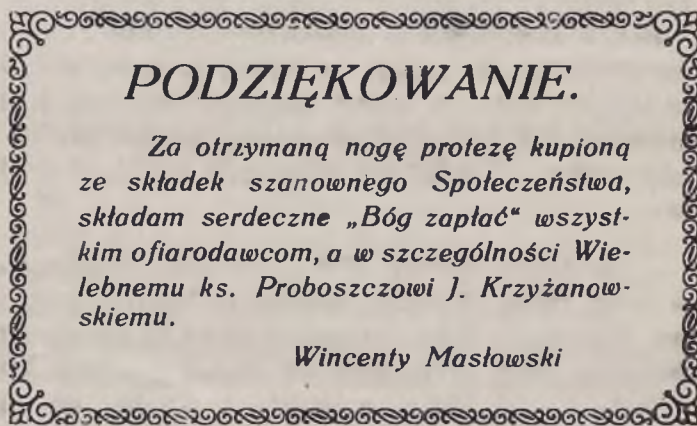 PODZIĘKOWANIE.
Za otrzymaną nogę protezę kupioną
ze składek szanownego Społeczeństwa,
składam serdeczne „Bóg zapłać“ wszyst-
kim ofiarodawcom, a w szczególności Wie-
lebnemu ks. Proboszczowi J. Krzyżanow-
skiemu.
Wincenty Masłowski